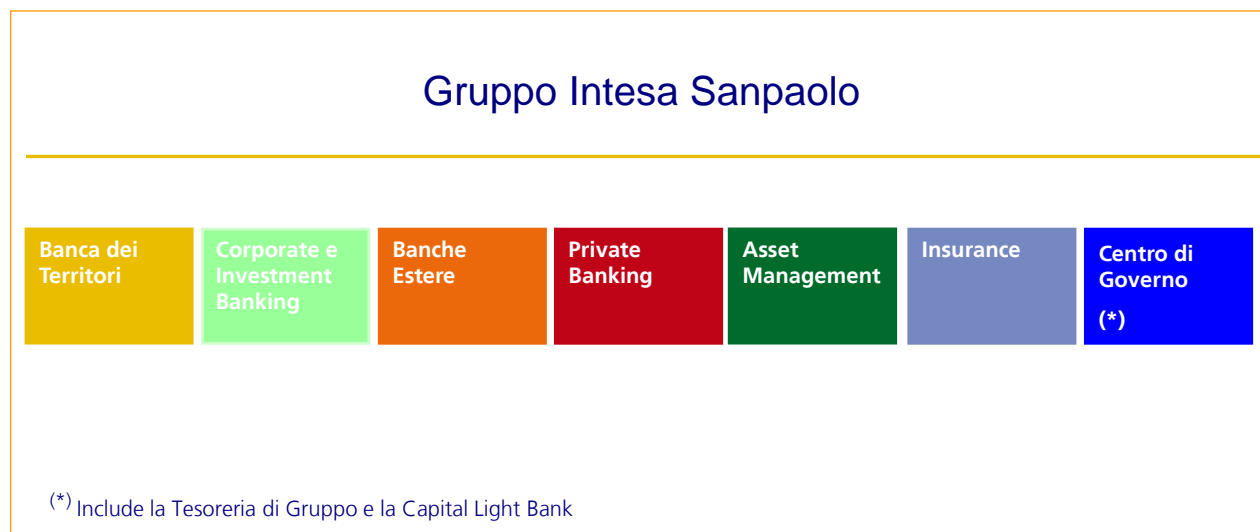 Gruppo Intesa Sanpaolo
Banca dei
Territori
Corporate e
Investment
Banking
Banche
Estere
Private
Banking
Asset
Management
Insurance
Centro di
Governo
(*)
(*) Include la Tesoreria di Gruppo e la Capital Light Bank